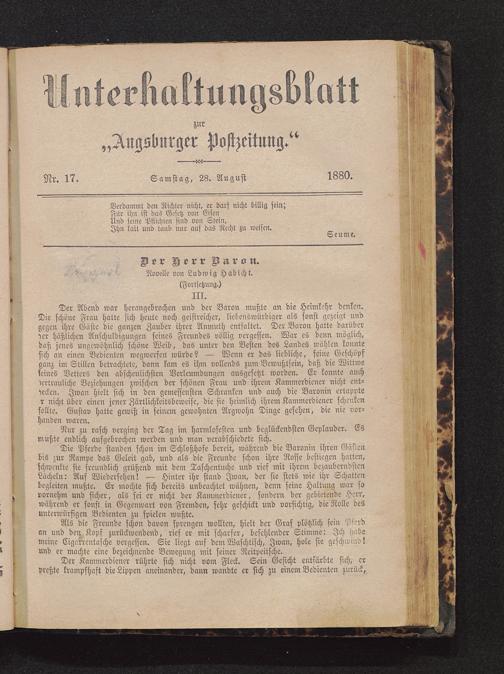 Unterhaltungsblatt
zur
„Augsburger Postzeitung.“
Nr. 17. Samstag, 28. August 1880.
Verdammt den Richter nicht, er darf nicht billig sein;
Für ihn ist das Gesetz von Eisen
Und seine Pflichten sind von Stein,
Ihn kalt und taub nur auf das Recht zu weisen.
Seume.
Der Herr Baron.
Novelle von Ludwig Habicht.
(Fortsetzung.)
III.
Der Abend war herangebrochen und der Baron mußte an die Heimkehr denken.
Die schöne Frau hatte sich heute noch geistreicher, liebenswürdiger als sonst gezeigt und
gegen ihre Gäste die ganzen Zauber ihrer Anmuth entfaltet. Der Baron hatte darüber
der häßlichen Anschuldigungen seines Freundes völlig vergessen. War es denn möglich,
daß jenes ungewöhnlich schöne Weib, das unter den Besten des Landes wählen konnte
sich an einen Bedienten wegwerfen würde? — Wenn er das liebliche, feine Geschöpf
ganz im Stillen betrachtete, dann kam es ihm vollends zum Bewußtsein, daß die Wittwe
seines Vetters den abscheulichsten Verleumdungen ausgesetzt worden. Er konnte auch
vertrauliche Beziehungen zwischen der schönen Frau und ihrem Kammerdiener nicht ent-
decken. Iwan hielt sich in den gemessensten Schranken und auch die Baronin ertappte
r nicht über einen jener Zärtlichkeitsbeweise, die sie heimlich ihrem Kammerdiener schenken
sollte. Gustav hatte gewiß in seinem gewohnten Argwohn Dinge gesehen, die nie vor-
handen waren.
Nur zu rasch verging der Tag im harmlosesten und beglückendsten Geplauder. Es
mußte endlich aufgebrochen werden und man verabschiedete sich.
Die Pferde standen schon im Schloßhofe bereit, während die Baronin ihren Gästen
bis zur Rampe das Geleit gab, und als die Freunde schon ihre Rosse bestiegen hatten,
schwenkte sie freundlich grüßend mit dem Taschentuche und rief mit ihrem bezauberndsten
Lächeln: Auf Wiedersehen! — Hinter ihr stand Iwan, der sie stets wie ihr Schatten
begleiten mußte. Er mochte sich bereits unbeachtet wähnen, denn seine Haltung war so
vornehm und sicher, als sei er nicht der Kammerdiener, sondern der gebietende Herr,
während er sonst in Gegenwart von Fremden, sehr geschickt und vorsichtig, die Rolle des
unterwürfigen Bedienten zu spielen wußte.
Als die Freunde schon davon sprengen wollten, hielt der Graf plötzlich sein Pferd
an und den Kopf zurückwendend, rief er mit scharfer, befehlender Stimme: Ich habe
meine Cigarrentasche vergessen. Sie liegt auf dem Waschtisch, Iwan, hole sie geschwind!
und er machte eine bezeichnende Bewegung mit seiner Reitpeitsche.
Der Kammerdiener rührte sich nicht vom Fleck. Sein Gesicht entfärbte sich, er
preßte krampfhaft die Lippen aneinander, dann wandte er sich zu einem Bedienten zurück,